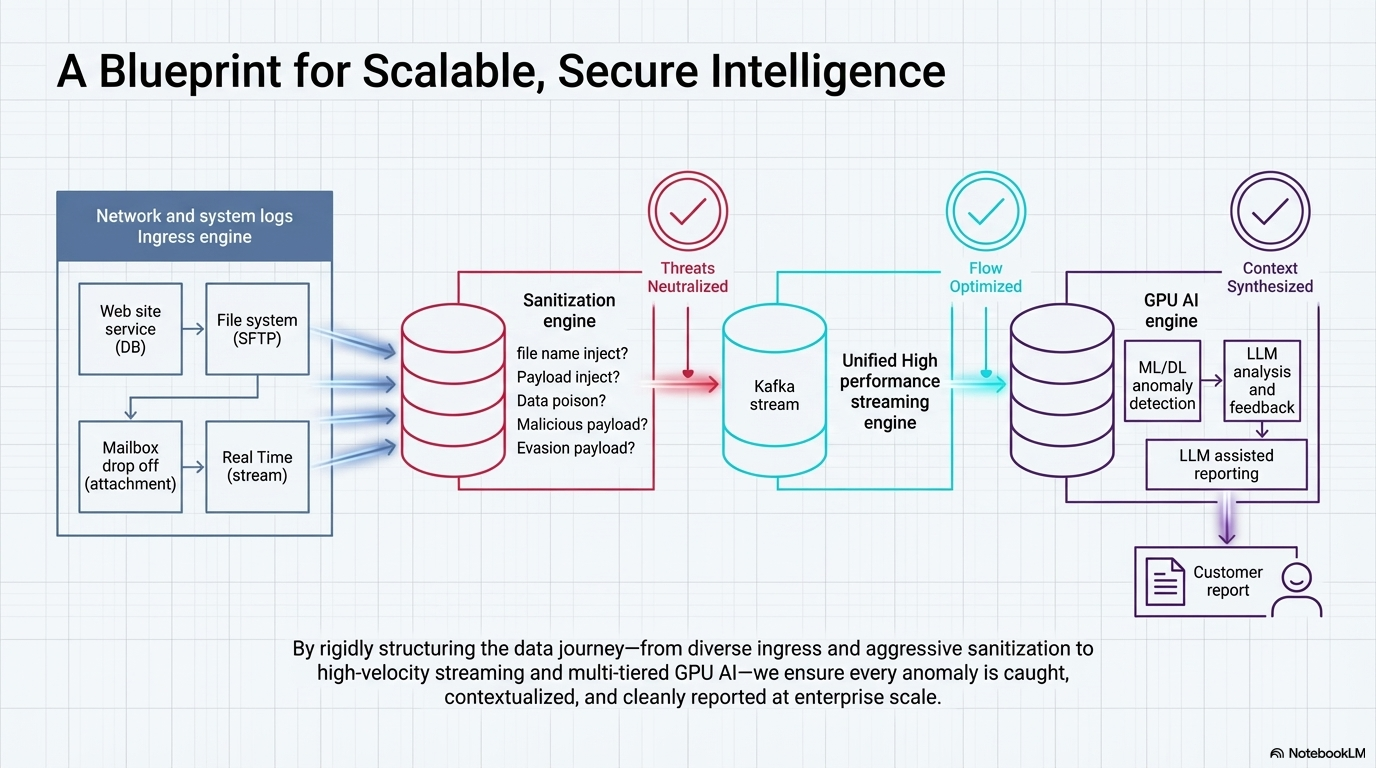 A Blueprint for Scalable, Secure Intelligence
Network and system logs
Ingress engine
Web site
service
(DB)
File system
(SFTP)
Mailbox
drop off
(attachment)
Real Time
(stream)
Sanitization
engine
file name inject?
Payload inject?
Data poison?
Malicious payload?
Evasion payload?
Threats
Neutralized
Kafka
stream
Unified High
performance
streaming
engine
Flow
Optimized
GPU AI
engine
Context
Synthesized
ML/DL
anomaly
detection
LLM
analysis
and
feedback
LLM assisted
reporting
Customer
report
By rigidly structuring the data journey—from diverse ingress and aggressive sanitization to
high-velocity streaming and multi-tiered GPU AI—we ensure every anomaly is caught,
contextualized, and cleanly reported at enterprise scale.
NotebookLM